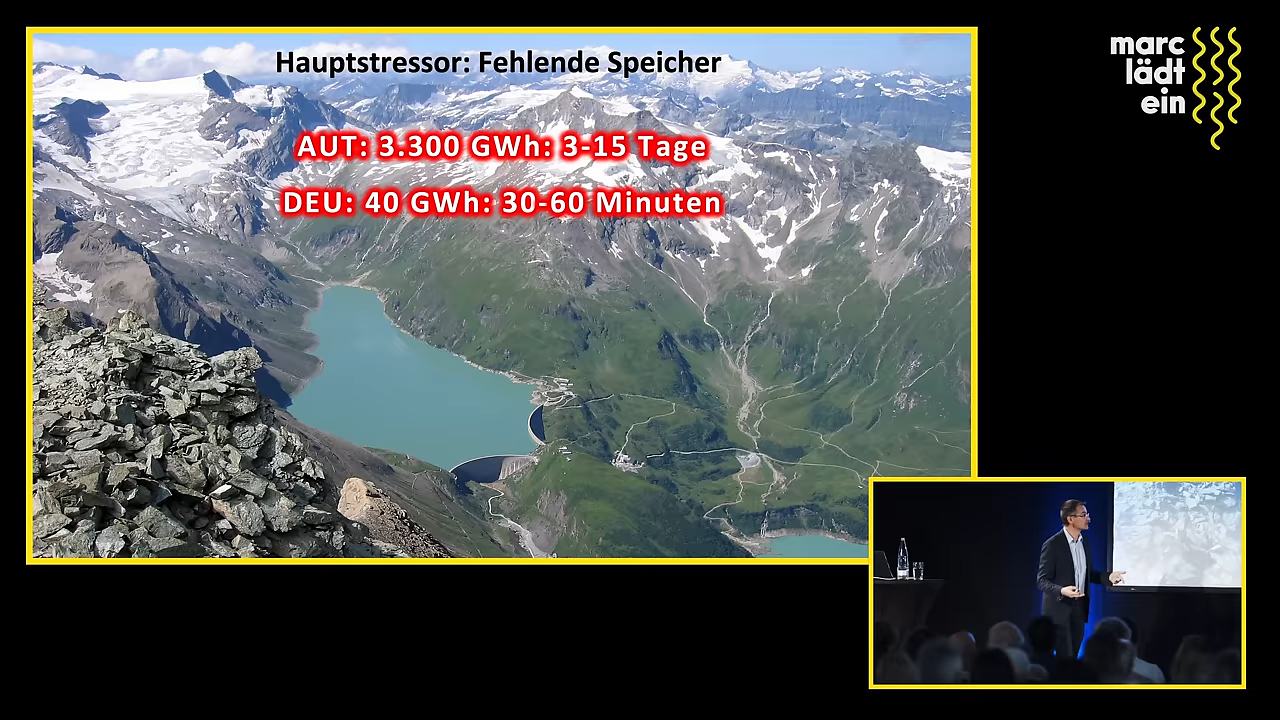 Hauptstressor: Fehlende Speicher
AUT: 3.300 GWh: 3-15 Tage
DEU: 40 GWh: 30-60 Minuten
marc
lädt
ein